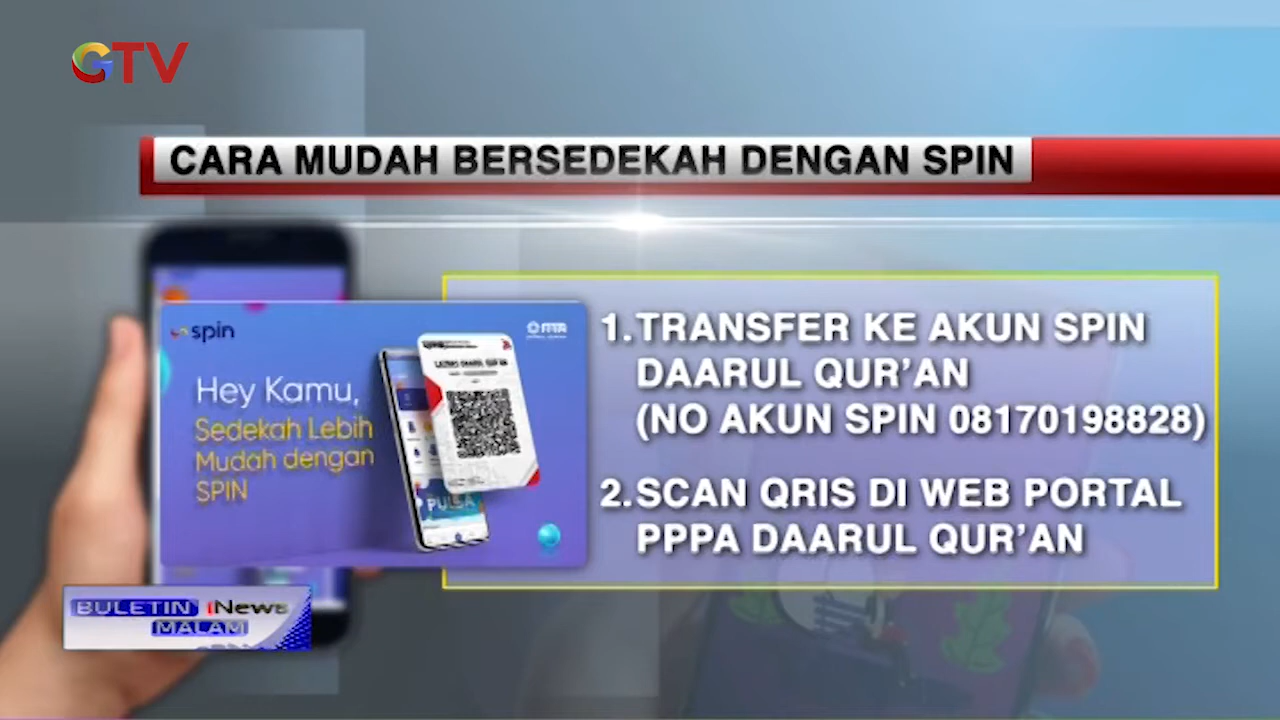 GTV
CARA MUDAH BERSEDEKAH DENGAN SPIN
spin
Hey Kamu,
Sedekah Lebih
Mudah dengan
SPIN
PULSA
1.TRANSFER KE AKUN SPIN
DAARUL QUR'AN
(NO AKUN SPIN 08170198828)
2.SCAN QRIS DI WEB PORTAL
PPPA DAARUL QUR'AN
BULETIN iNews
MALAM